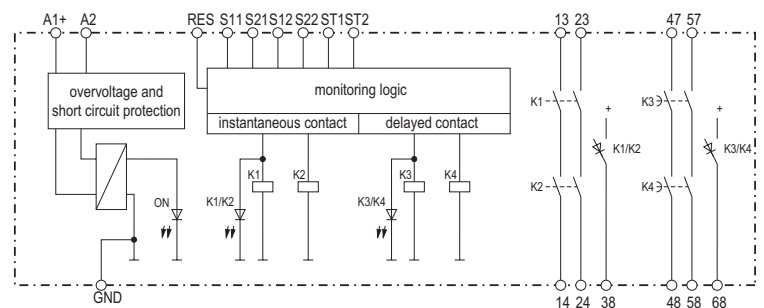 A1+ A2 RES S11 S21 S12 S22 ST1 ST2 13 23 47 57
overvoltage and
short circuit protection
monitoring logic
instantaneous contact delayed contact
K1 K3
+ +
K1/K2 K3/K4
K1 K2 K3 K4
ON K1/K2 K3/K4
K2 K4
GND 14 24 38 48 58 68